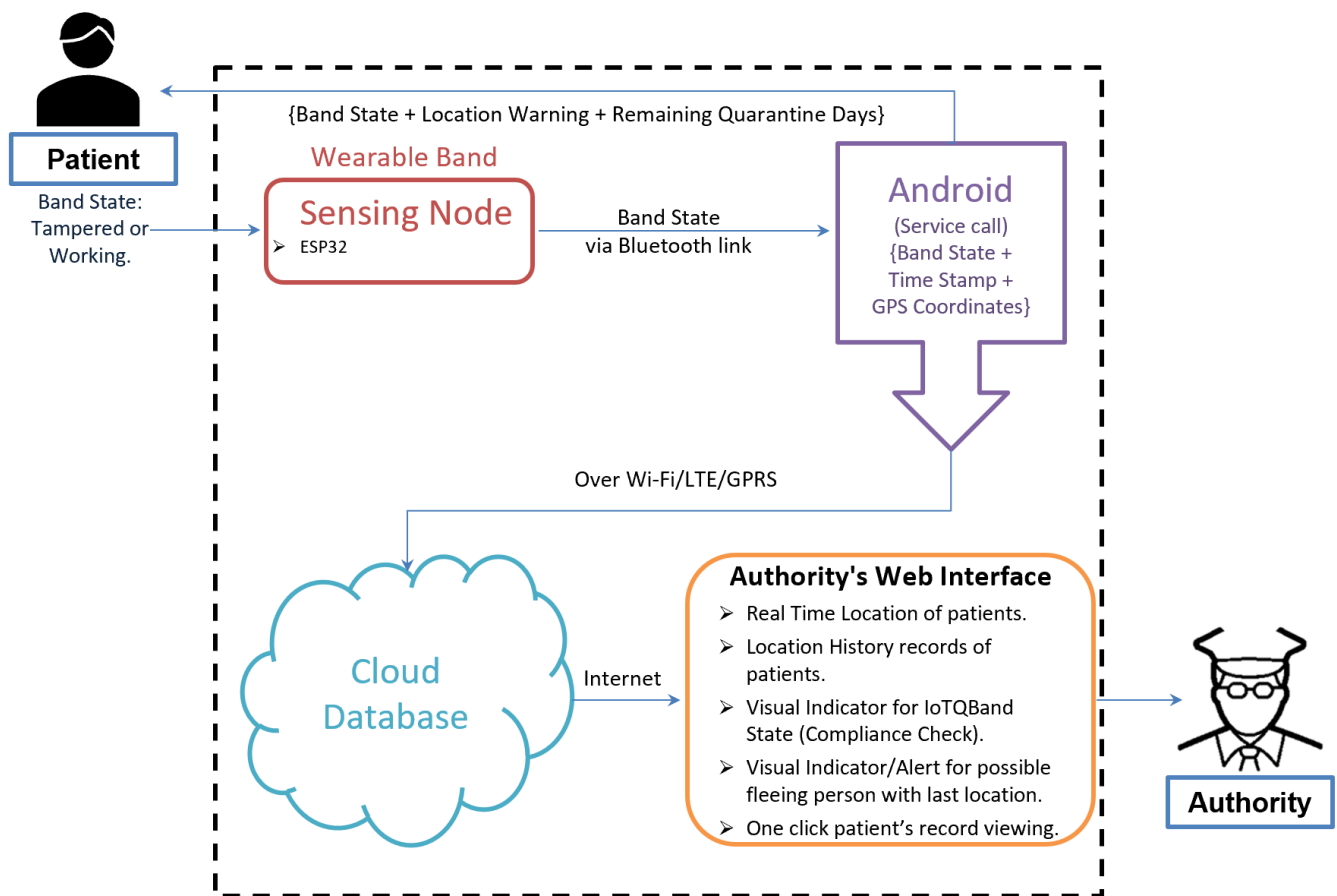 {Band State + Location Warning + Remaining Quarantine Days}
Patient
Band State:
Tampered or
Working.
Wearable Band
Sensing Node
➢ ESP32
Band State
via Bluetooth link
Android
(Service call)
{Band State +
Time Stamp +
GPS Coordinates}
Over Wi-Fi/LTE/GPRS
Cloud
Database
Internet
Authority's Web Interface
➢ Real Time Location of patients.
➢ Location History records of
patients.
➢ Visual Indicator for IoTQBand
State (Compliance Check).
➢ Visual Indicator/Alert for possible
fleeing person with last location.
➢ One click patient’s record viewing.
Authority